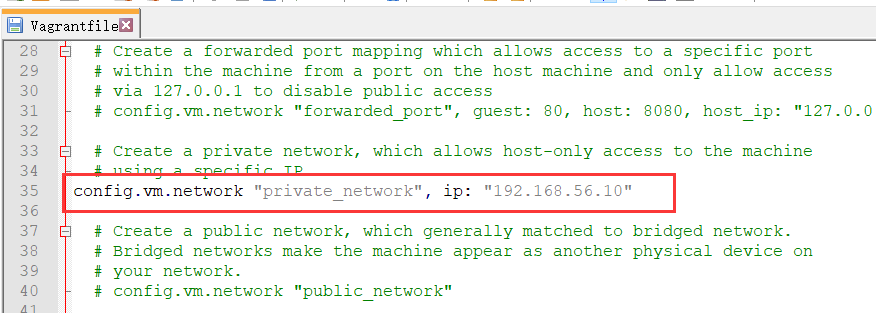 Vagrantfile
28 # Create a forwarded port mapping which allows access to a specific port
29 # within the machine from a port on the host machine and only allow access
30 # via 127.0.0.1 to disable public access
31 # config.vm.network "forwarded_port", guest: 80, host: 8080, host_ip: "127.0.0
32
33 # Create a private network, which allows host-only access to the machine
34 # using a specific IP
35 config.vm.network "private_network", ip: "192.168.56.10"
36
37 # Create a public network, which generally matched to bridged network.
38 # Bridged networks make the machine appear as another physical device on
39 # your network.
40 # config.vm.network "public_network"
41